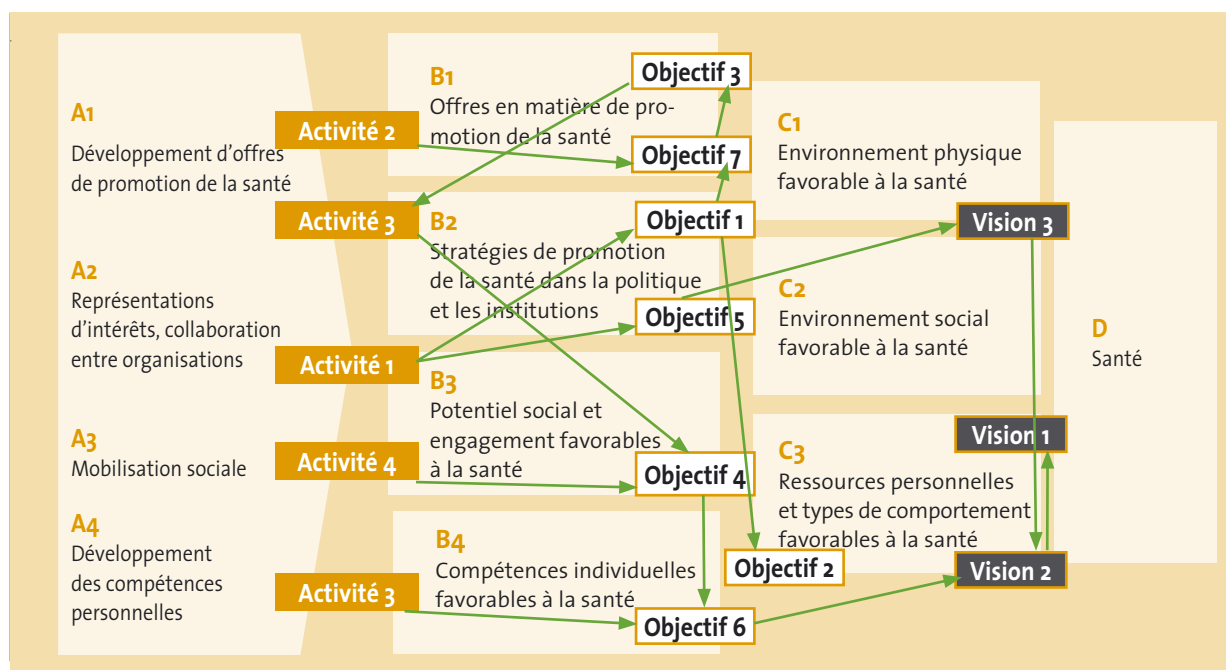 A1
Développement d'offres
de promotion de la santé
A2
Représentations
d'intérêts, collaboration
entre organisations
A3
Mobilisation sociale
A4
Développement
des compétences
personnelles
Activité 2
Activité 3
Activité 1
Activité 4
Activité 3
B1
Offres en matière de pro-
motion de la santé
B2
Stratégies de promotion
de la santé dans la politique
et les institutions
B3
Potentiel social et
engagement favorables
à la santé
B4
Compétences individuelles
favorables à la santé
Objectif 3
Objectif 7
Objectif 1
Objectif 5
Objectif 4
Objectif 2
Objectif 6
C1
Environnement physique
favorable à la santé
C2
Environnement social
favorable à la santé
C3
Ressources personnelles
et types de comportement
favorables à la santé
Vision 3
Vision 1
Vision 2
D
Santé